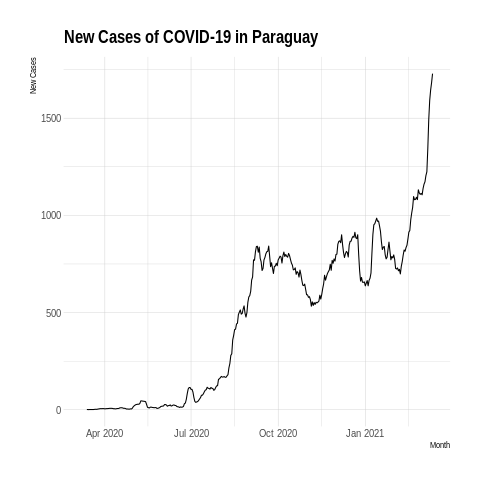 New Cases of COVID-19 in Paraguay
New Cases
1500
1000
500
0
Apr 2020 Jul 2020 Oct 2020 Jan 2021
Month